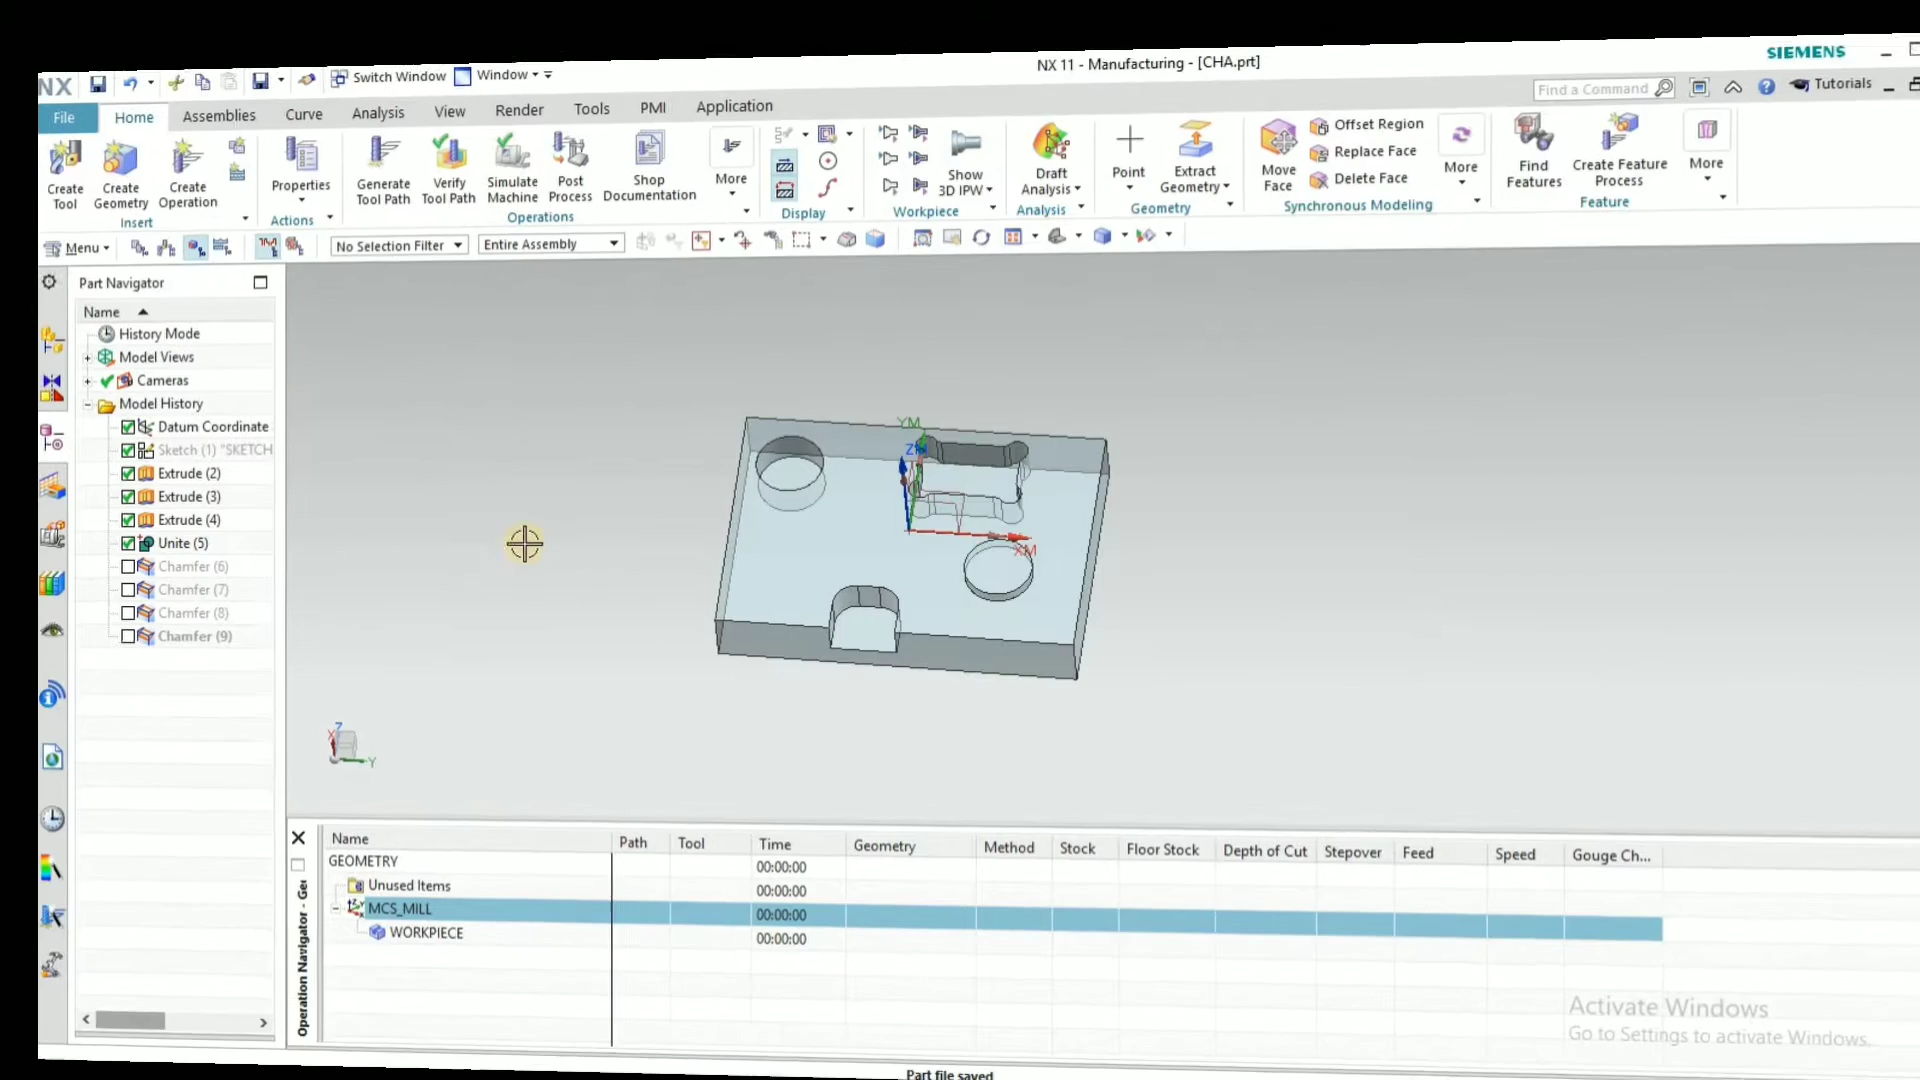 SIEMENS
NX 11 - Manufacturing - [CHA.prt]
NX Switch Window Window
Find a Command Tutorials
File Home Assemblies Curve Analysis View Render Tools PMI Application
Create Tool
Create Geometry
Create Operation
Properties
Generate Tool Path
Verify Tool Path
Simulate Machine
Post Process
Shop Documentation
More
Show 3D IPW
Draft Analysis
Point
Extract Geometry
Move Face
Offset Region
Replace Face
Delete Face
More
Find Features
Create Feature Process
More
Insert Actions Operations Display Workpiece Analysis Geometry Synchronous Modeling Feature
Menu No Selection Filter Entire Assembly
Part Navigator
Name
History Mode
Model Views
Cameras
Model History
Datum Coordinate
Sketch (1) "SKETCH
Extrude (2)
Extrude (3)
Extrude (4)
Unite (5)
Chamfer (6)
Chamfer (7)
Chamfer (8)
Chamfer (9)
YM
XM
Z
X
Y
Name Path Tool Time Geometry Method Stock Floor Stock Depth of Cut Stepover Feed Speed Gouge Ch...
GEOMETRY 00:00:00
Unused Items 00:00:00
MCS_MILL 00:00:00
WORKPIECE 00:00:00
Operation Navigator - Ge
Activate Windows
Go to Settings to activate Windows.
Part file saved